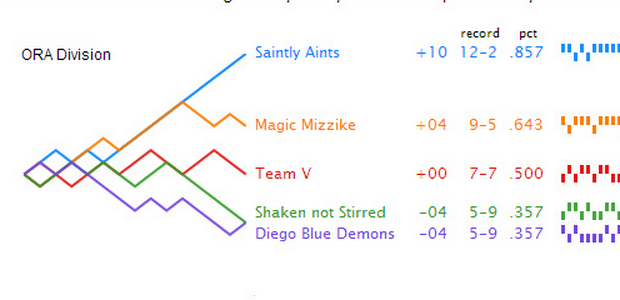 record pct
ORA Division
Saintly Aints +10 12-2 .857
Magic Mizzike +04 9-5 .643
Team V +00 7-7 .500
Shaken not Stirred -04 5-9 .357
Diego Blue Demons -04 5-9 .357